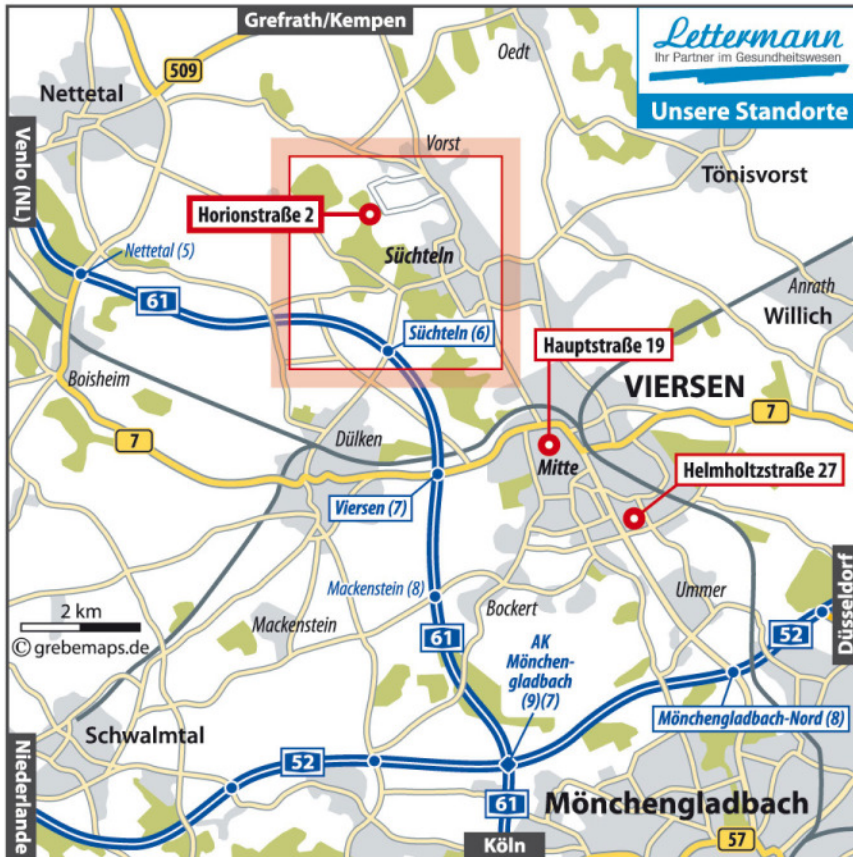 Grefrath/Kempen
Lettermann
Ihr Partner im Gesundheitswesen
Unsere Standorte
Oedt
509
Nettetal
Venlo (NL)
Vorst
Tönisvorst
Horionstraße 2
Süchteln
Nettetal (5)
61
Anrath
Willich
Süchteln (6)
Hauptstraße 19
Boisheim
VIERSEN
7
7
Dülken
Mitte
Helmholtzstraße 27
Viersen (7)
Düsseldorf
Mackenstein (8)
Ummer
2 km
Bockert
Mackenstein
© grebemaps.de
61
52
AK
Mönchen-
gladbach
(9)(7)
Mönchengladbach-Nord (8)
Schwalmtal
Niederlande
52
61
Mönchengladbach
Köln
57